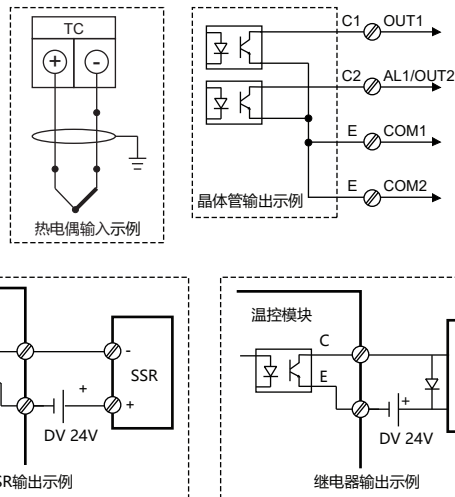 TC
+
-
热电偶输入示例
C1
OUT1
C2
AL1/OUT2
E
COM1
E
COM2
晶体管输出示例
-
SSR
+
+
DV 24V
SR输出示例
温控模块
C
E
+
DV 24V
继电器输出示例